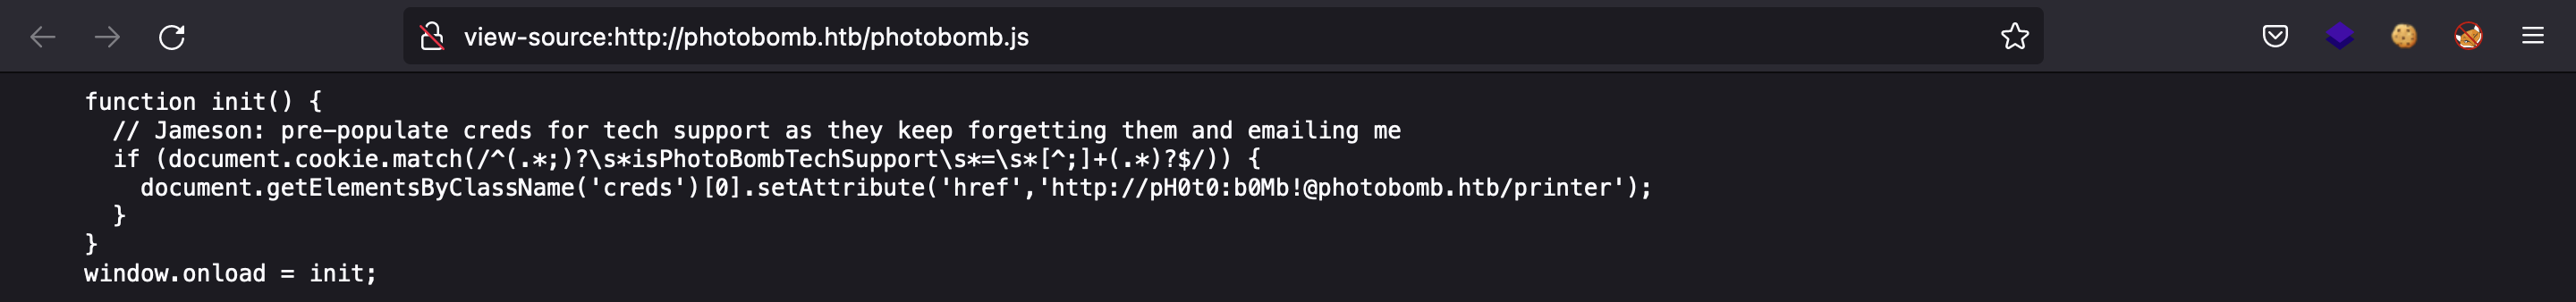 view-source:http://photobomb.htb/photobomb.js
function init() {
  // Jameson: pre-populate creds for tech support as they keep forgetting them and emailing me
  if (document.cookie.match(/^(.*;)?\s*isPhotoBombTechSupport\s*=\s*[^;]+(.*)?$/)) {
    document.getElementsByClassName('creds')[0].setAttribute('href','http://pH0t0:b0Mb!@photobomb.htb/printer');
  }
}
window.onload = init;